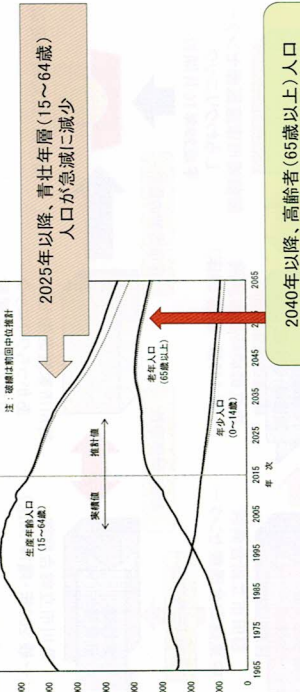 2025年以降、青壮年層(15～64歳)
人口が急減に減少
注：破線は前回中位推計
生産年齢人口
(15～64歳)
実績値
推計値
老年人口
(65歳以上)
年少人口
(0～14歳)
0
1965
1975
1985
1995
2005
2015
2025
2035
2045
2065
年 次
2040年以降、高齢者(65歳以上)人口